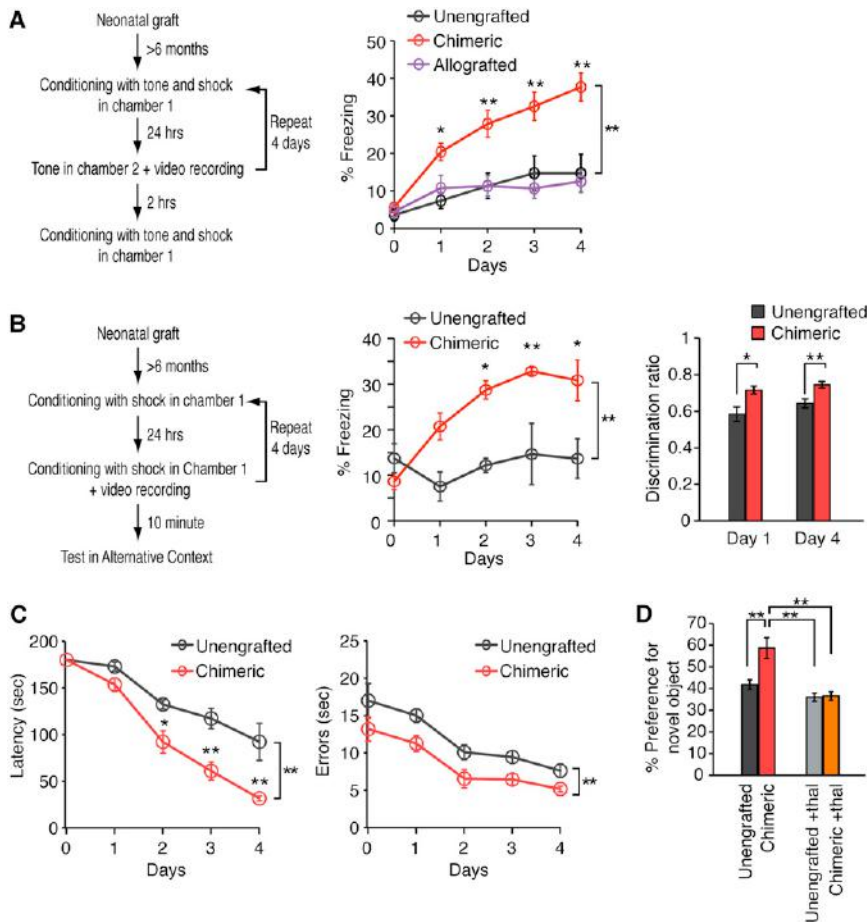 A
Neonatal graft
>6 months
Conditioning with tone and shock
in chamber 1
24 hrs
Repeat
4 days
Tone in chamber 2 + video recording
2 hrs
Conditioning with tone and shock
in chamber 1
Unengrafted
Chimeric
Allografted
% Freezing
50
40
30
20
10
0
*
**
**
**
**
0 1 2 3 4
Days
B
Neonatal graft
>6 months
Conditioning with shock in chamber 1
24 hrs
Repeat
4 days
Conditioning with shock in Chamber 1
+ video recording
10 minute
Test in Alternative Context
Unengrafted
Chimeric
% Freezing
40
30
20
10
0
*
**
*
**
0 1 2 3 4
Days
Unengrafted
Chimeric
Discrimination ratio
1
0.8
0.6
0.4
0.2
0
*
**
Day 1 Day 4
C
Unengrafted
Chimeric
Latency (sec)
200
150
100
50
0
*
**
**
**
0 1 2 3 4
Days
Unengrafted
Chimeric
Errors (sec)
25
20
15
10
5
0
**
0 1 2 3 4
Days
D
% Preference for
novel object
70
60
50
40
30
20
10
0
**
**
**
Unengrafted
Chimeric
Unengrafted +thal
Chimeric +thal